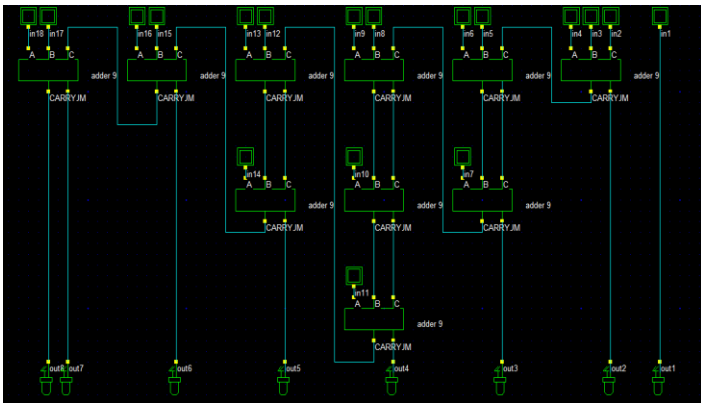 in18 in17 in16 in15 in13 in12 in9 in8 in6 in5 in4 in3 in2 in1
A B C A B C A B C A B C A B C A B C
adder 9 adder 9 adder 9 adder 9 adder 9 adder 9
CARRY JM CARRY JM CARRY JM CARRY JM CARRY JM CARRY JM
in14 in10 in7
A B C A B C A B C
adder 9 adder 9 adder 9
CARRY JM CARRY JM CARRY JM
in11
A B C
adder 9
CARRY JM
out8 out7 out6 out5 out4 out3 out2 out1